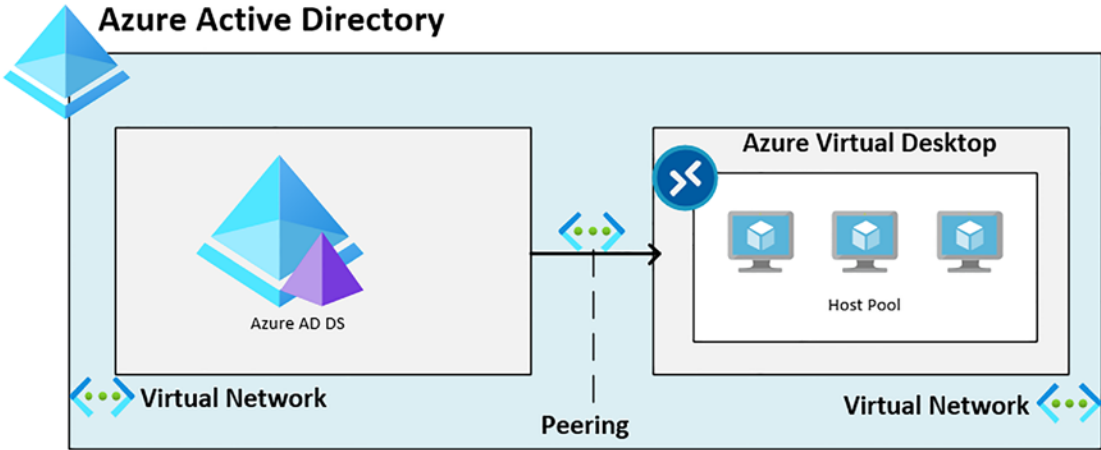 Azure Active Directory
Azure Virtual Desktop
Azure AD DS
Host Pool
Virtual Network
Peering
Virtual Network